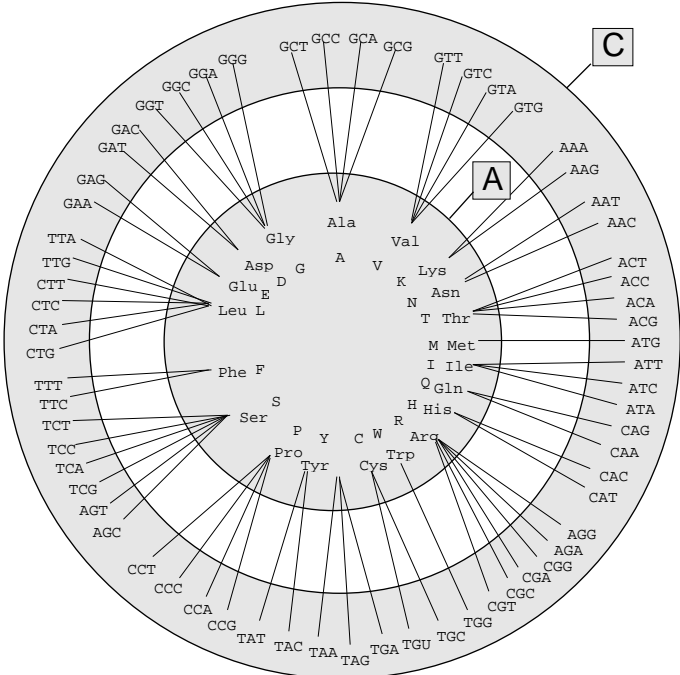 C
A
GCT
GCC
GCA
GCG
GTT
GTC
GTA
GTG
AAA
AAG
AAT
AAC
ACT
ACC
ACA
ACG
ATG
ATT
ATC
ATA
CAG
CAA
CAC
CAT
AGG
AGA
CGG
CGA
CGC
CGT
TGG
TGC
TGU
TGA
TAG
TAA
TAC
TAT
CCG
CCA
CCC
CCT
AGC
AGT
TCG
TCA
TCC
TCT
TTC
TTT
CTG
CTA
CTC
CTT
TTG
TTA
GAA
GAG
GAT
GAC
GGT
GGC
GGA
GGG
Ala
A
Val
V
Lys
K
Asn
N
Thr
T
M Met
I Ile
Q Gln
H His
R
Arg
W
Trp
C
Cys
Y
Tyr
P
Pro
S
Ser
Phe F
Leu L
Glu E
Asp D
Gly G